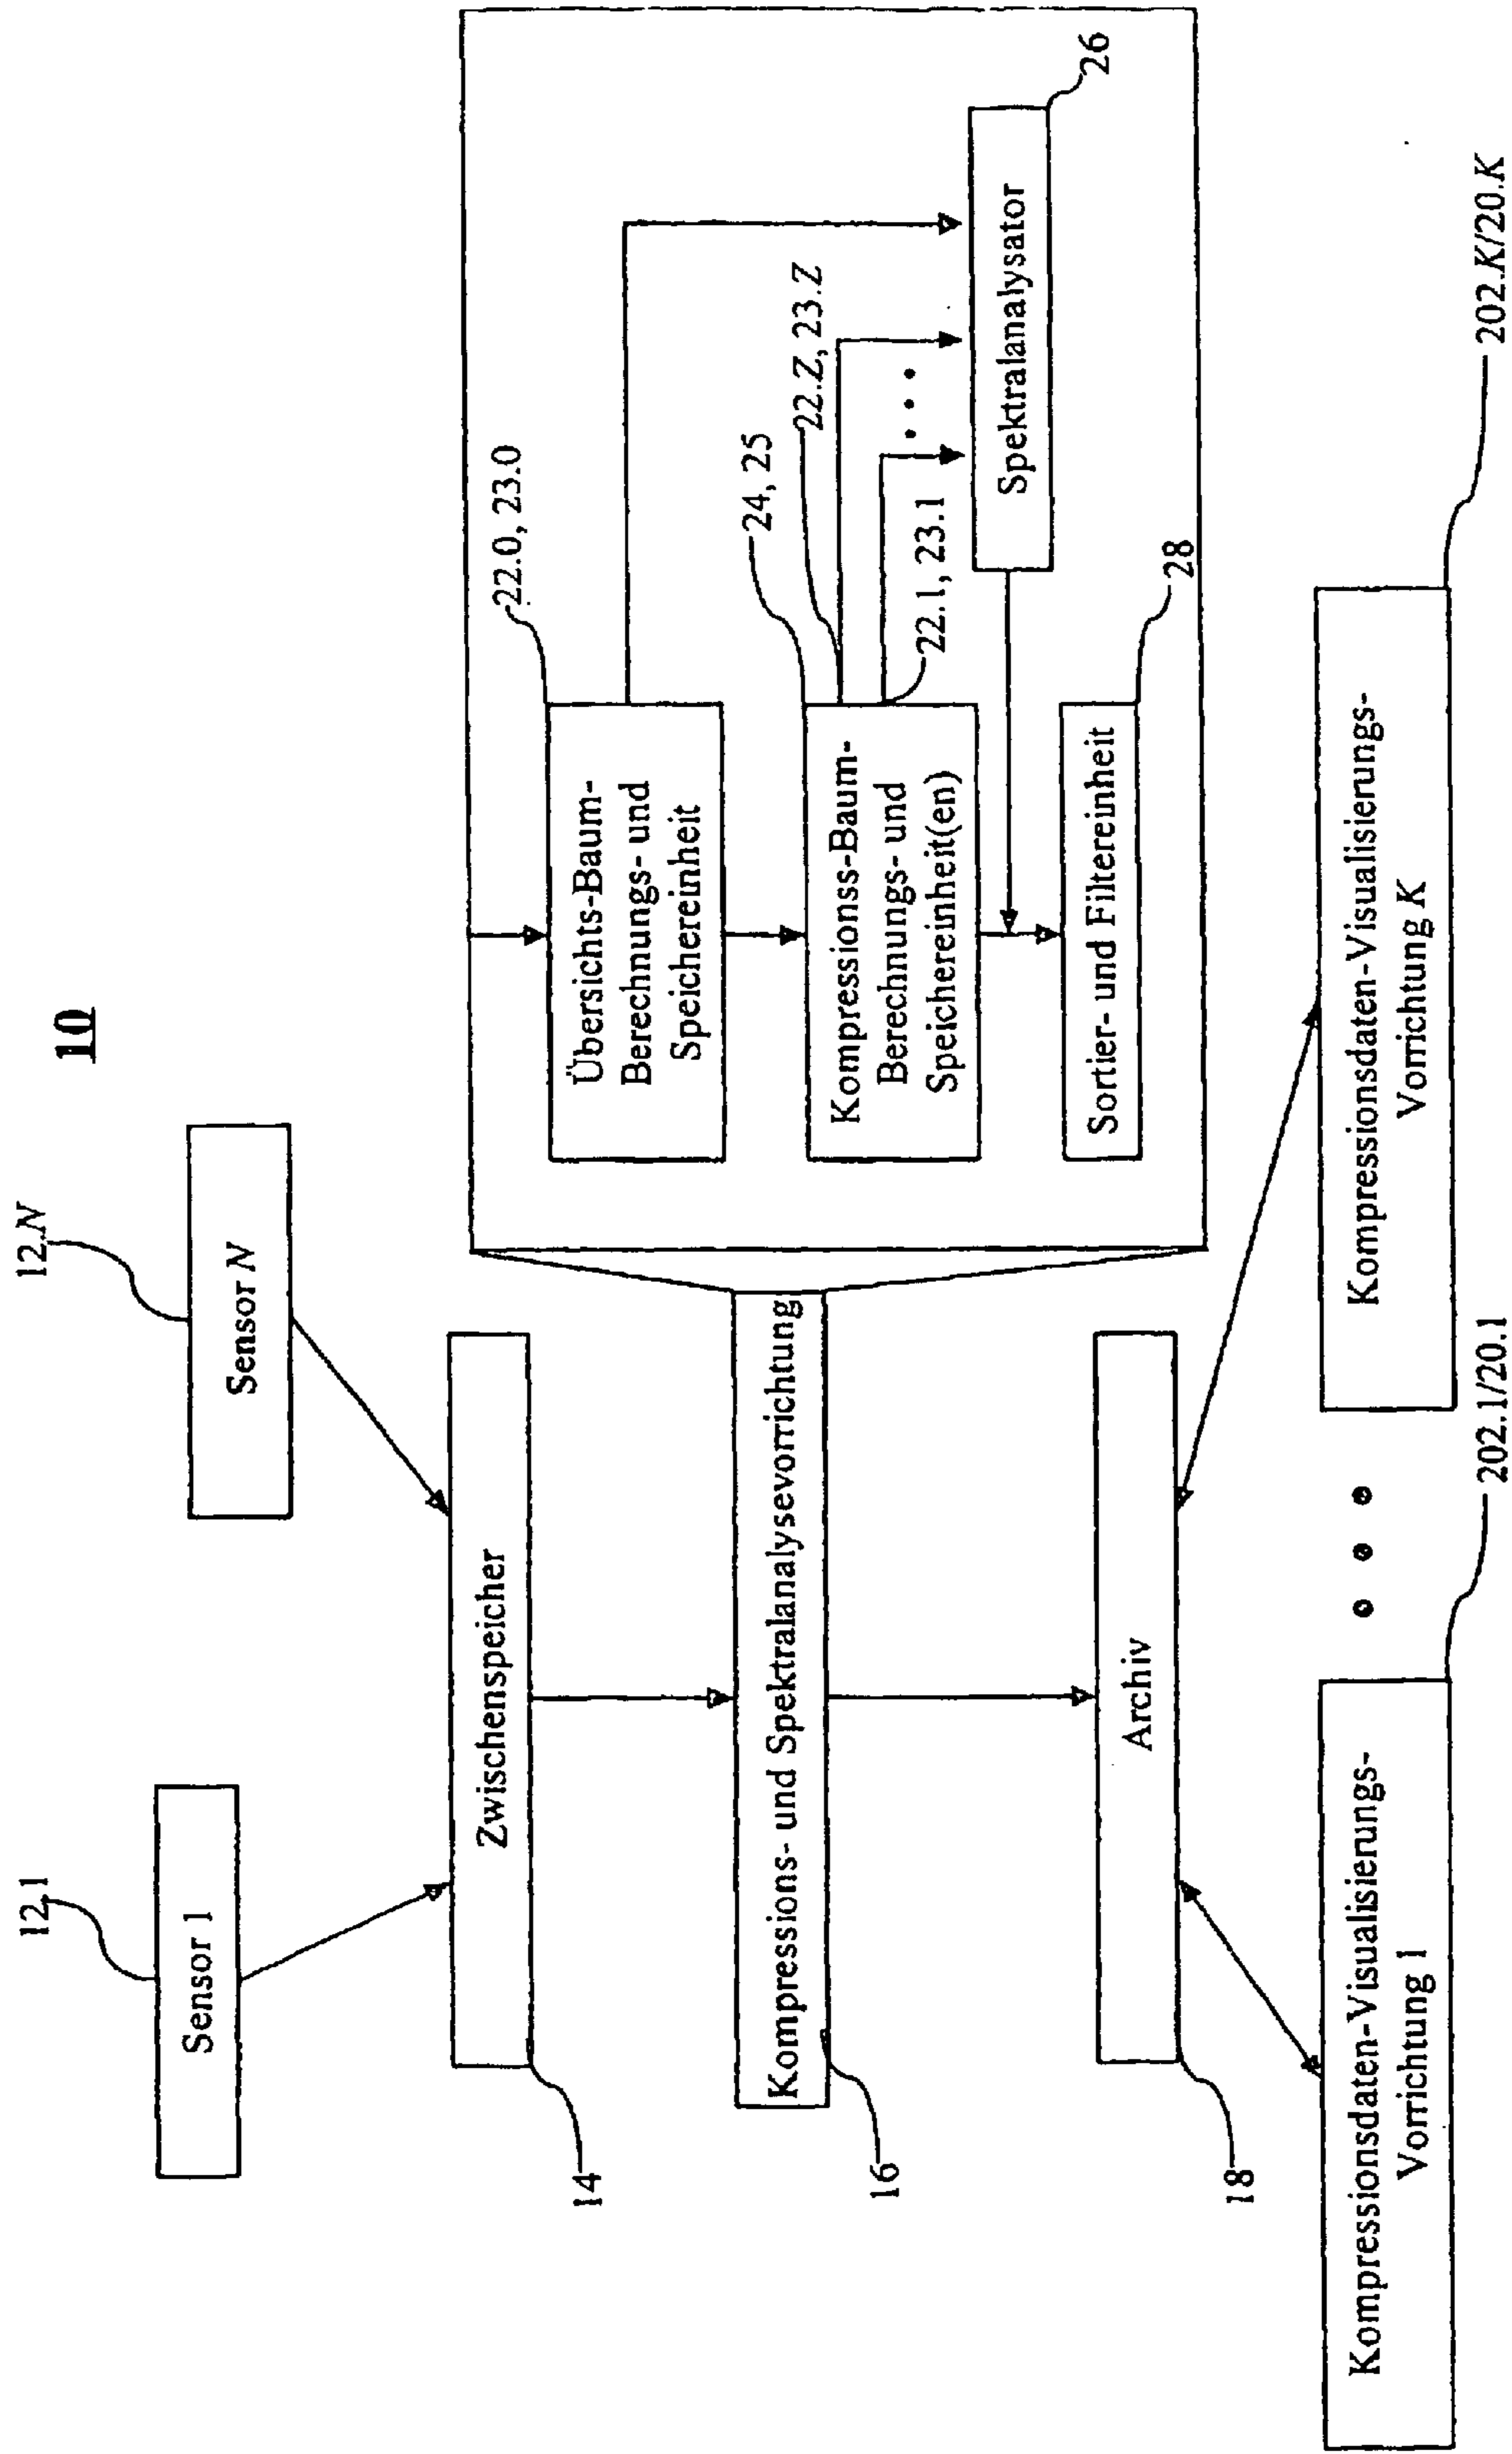 10
12.1
12.N
Sensor 1
Sensor N
Zwischenspeicher
14
Kompressions- und Spektralanalysevorrichtung
16
Archiv
18
22.0, 23.0
Übersichts-Baum-
Berechnungs- und
Speichereinheit
24, 25
22.Z, 23.Z
Kompressionss-Baum-
Berechnungs- und
Speichereinheit(en)
22.1, 23.1
Spektralanalysator
26
Sortier- und Filtereinheit
28
Kompressionsdaten-Visualisierungs-
Vorrichtung 1
202.1/20.1
Kompressionsdaten-Visualisierungs-
Vorrichtung K
202.K/20.K